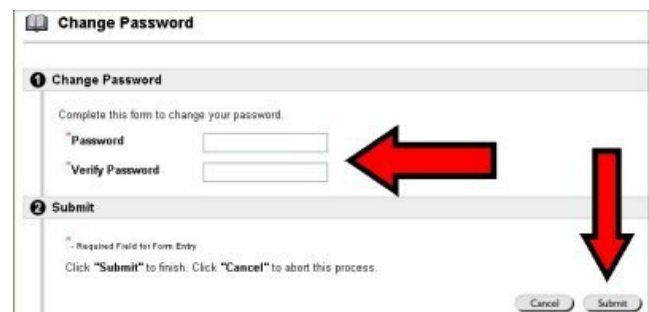 Change Password
1 Change Password
Complete this form to change your password.
*Password
*Verify Password
2 Submit
*- Required Field for Form Entry
Click "Submit" to finish. Click "Cancel" to abort this process.
Cancel Submit